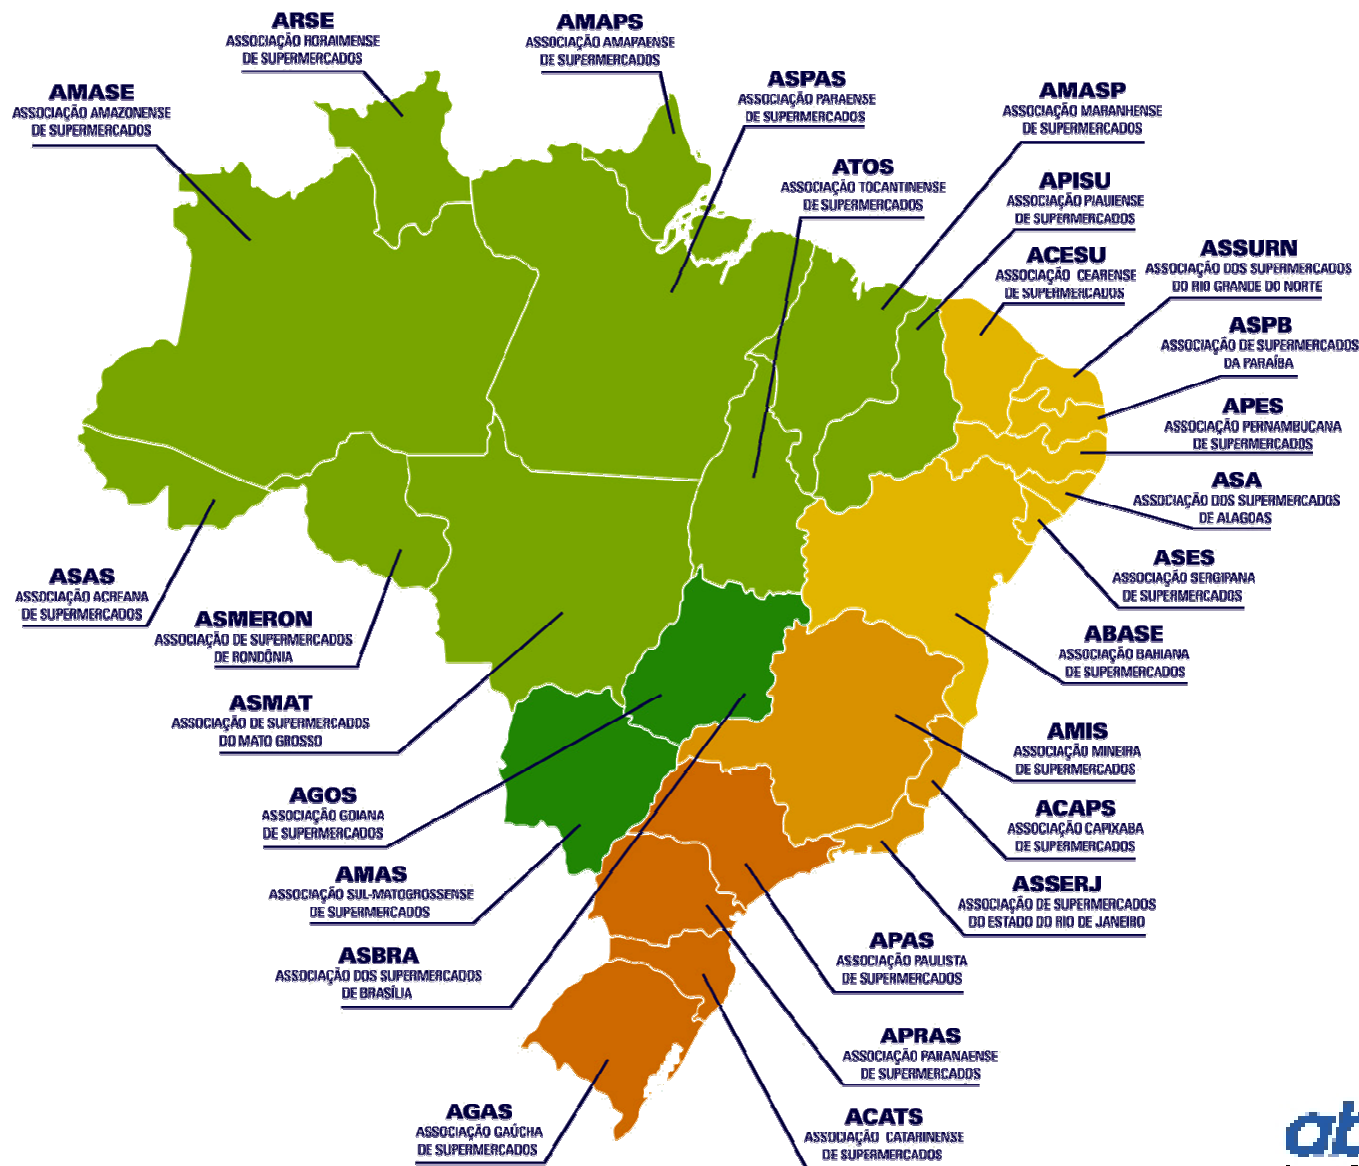 ARSE
ASSOCIAÇÃO RORAIMENSE
DE SUPERMERCADOS
AMAPS
ASSOCIAÇÃO AMAPAENSE
DE SUPERMERCADOS
AMASE
ASSOCIAÇÃO AMAZONENSE
DE SUPERMERCADOS
ASPAS
ASSOCIAÇÃO PARAENSE
DE SUPERMERCADOS
AMASP
ASSOCIAÇÃO MARANHENSE
DE SUPERMERCADOS
ATOS
ASSOCIAÇÃO TOCANTINENSE
DE SUPERMERCADOS
APISU
ASSOCIAÇÃO PIAUIENSE
DE SUPERMERCADOS
ACESU
ASSOCIAÇÃO CEARENSE
DE SUPERMERCADOS
ASSURN
ASSOCIAÇÃO DOS SUPERMERCADOS
DO RIO GRANDE DO NORTE
ASPB
ASSOCIAÇÃO DE SUPERMERCADOS
DA PARAÍBA
APES
ASSOCIAÇÃO PERNAMBUCANA
DE SUPERMERCADOS
ASA
ASSOCIAÇÃO DOS SUPERMERCADOS
DE ALAGOAS
ASES
ASSOCIAÇÃO SERGIPANA
DE SUPERMERCADOS
ABASE
ASSOCIAÇÃO BAHIANA
DE SUPERMERCADOS
ASAS
ASSOCIAÇÃO ACREANA
DE SUPERMERCADOS
ASMERON
ASSOCIAÇÃO DE SUPERMERCADOS
DE RONDÔNIA
ASMAT
ASSOCIAÇÃO DE SUPERMERCADOS
DO MATO GROSSO
AMIS
ASSOCIAÇÃO MINEIRA
DE SUPERMERCADOS
AGOS
ASSOCIAÇÃO GOIANA
DE SUPERMERCADOS
ACAPS
ASSOCIAÇÃO CAPIXABA
DE SUPERMERCADOS
AMAS
ASSOCIAÇÃO SUL-MATOGROSSENSE
DE SUPERMERCADOS
ASSERJ
ASSOCIAÇÃO DE SUPERMERCADOS
DO ESTADO DO RIO DE JANEIRO
ASBRA
ASSOCIAÇÃO DOS SUPERMERCADOS
DE BRASÍLIA
APAS
ASSOCIAÇÃO PAULISTA
DE SUPERMERCADOS
APRAS
ASSOCIAÇÃO PARANAENSE
DE SUPERMERCADOS
AGAS
ASSOCIAÇÃO GAÚCHA
DE SUPERMERCADOS
ACATS
ASSOCIAÇÃO CATARINENSE
DE SUPERMERCADOS